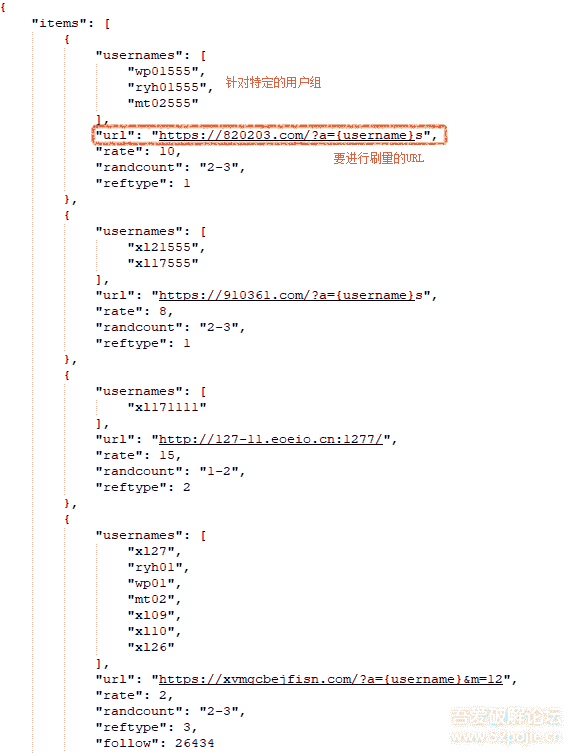 {
"items": [
{
"usernames": [
"wp01555",
"ryh01555", 针对特定的用户组
"mt02555"
],
"url": "https://820203.com/?a={username}s",
"rate": 10, 要进行刷量的URL
"randcount": "2-3",
"reftype": 1
},
{
"usernames": [
"xl21555",
"xl17555"
],
"url": "https://910361.com/?a={username}s",
"rate": 8,
"randcount": "2-3",
"reftype": 1
},
{
"usernames": [
"xl171111"
],
"url": "http://127-11.eoeio.cn:1277/",
"rate": 15,
"randcount": "1-2",
"reftype": 2
},
{
"usernames": [
"xl27",
"ryh01",
"wp01",
"mt02",
"xl09",
"xl10",
"xl26"
],
"url": "https://xvmgcbejfisn.com/?a={username}&m=12",
"rate": 2,
"randcount": "2-3",
"reftype": 3,
"follow": 26434
吾爱破解论坛
www.52pojie.cn